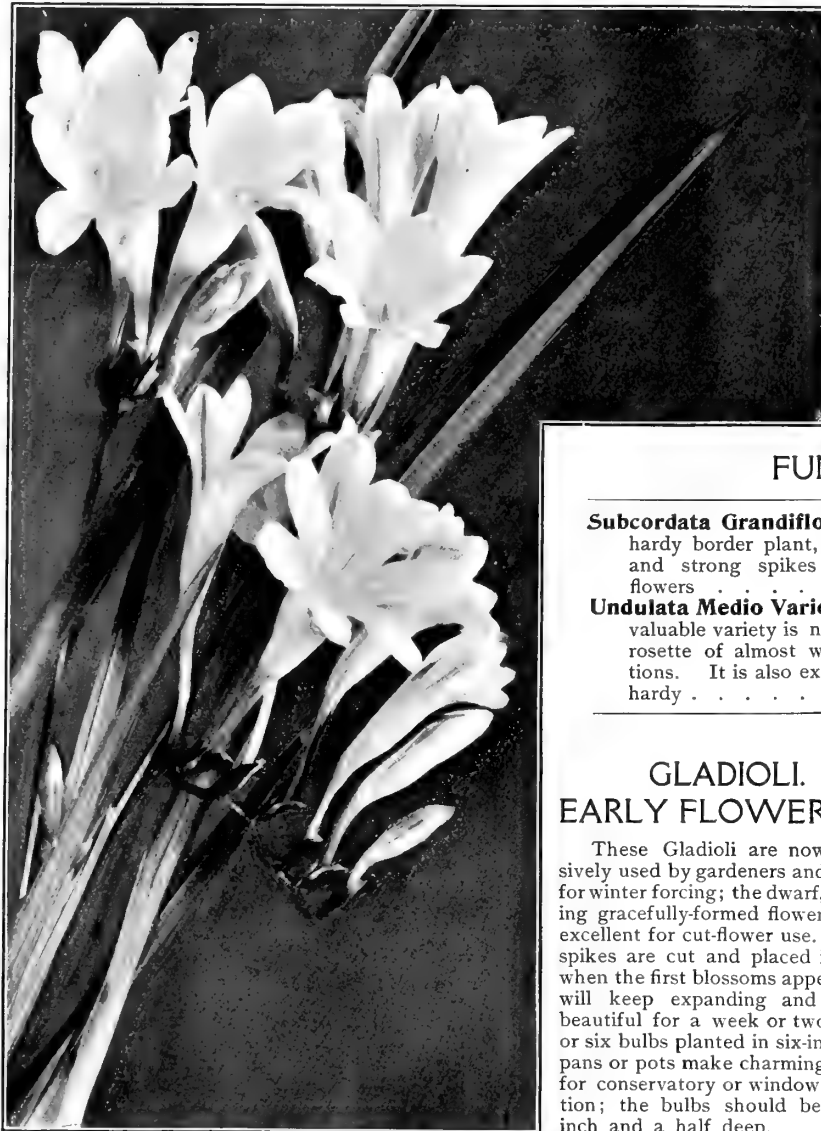 FUN
Subcordata Grandiflo
hardy border plant,
and strong spikes
flowers . . . .
Undulata Medio Varie
valuable variety is n
rosette of almost w
tions. It is also ex
hardy . . . . .
GLADIOLI.
EARLY FLOWER
These Gladioli are now
sively used by gardeners and
for winter forcing; the dwarf,
ing gracefully-formed flower
excellent for cut-flower use.
spikes are cut and placed i
when the first blossoms appe
will keep expanding and
beautiful for a week or two
or six bulbs planted in six-in
pans or pots make charming
for conservatory or window
tion; the bulbs should be
inch and a half deep.